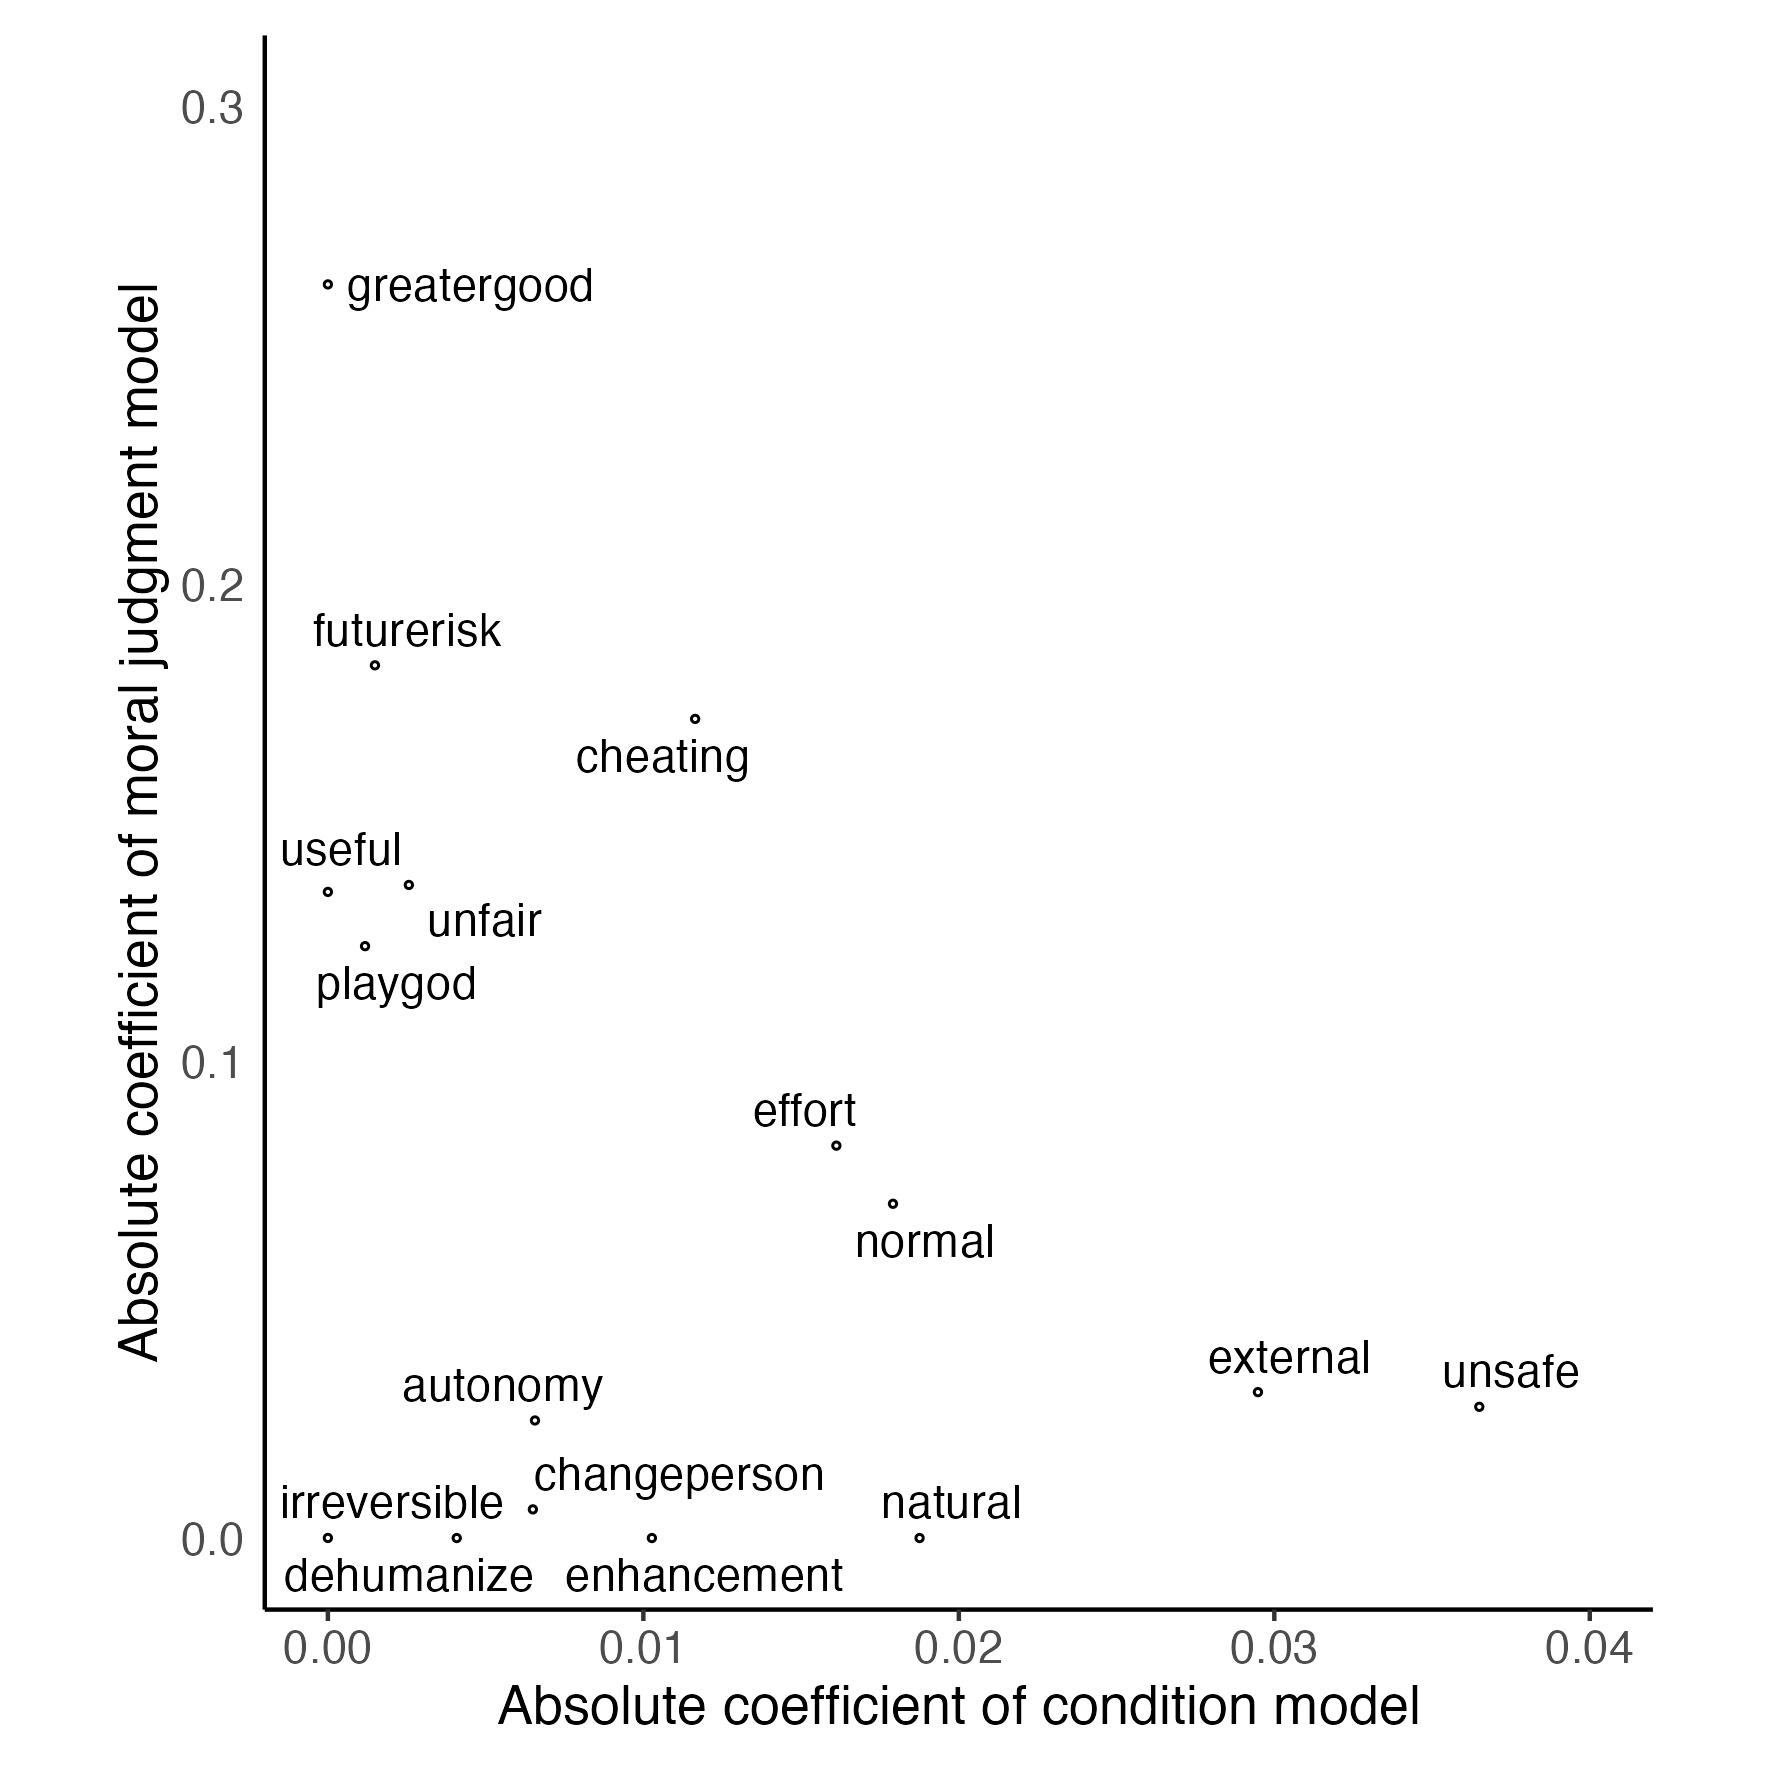 0.3
greatergood
0.2
futurerisk
cheating
useful
unfair
playgod
0.1
effort
normal
external
unsafe
autonomy
changeperson
irreversible
natural
0.0
dehumanize
enhancement
0.00 0.01 0.02 0.03 0.04
Absolute coefficient of condition model
Absolute coefficient of moral judgment model